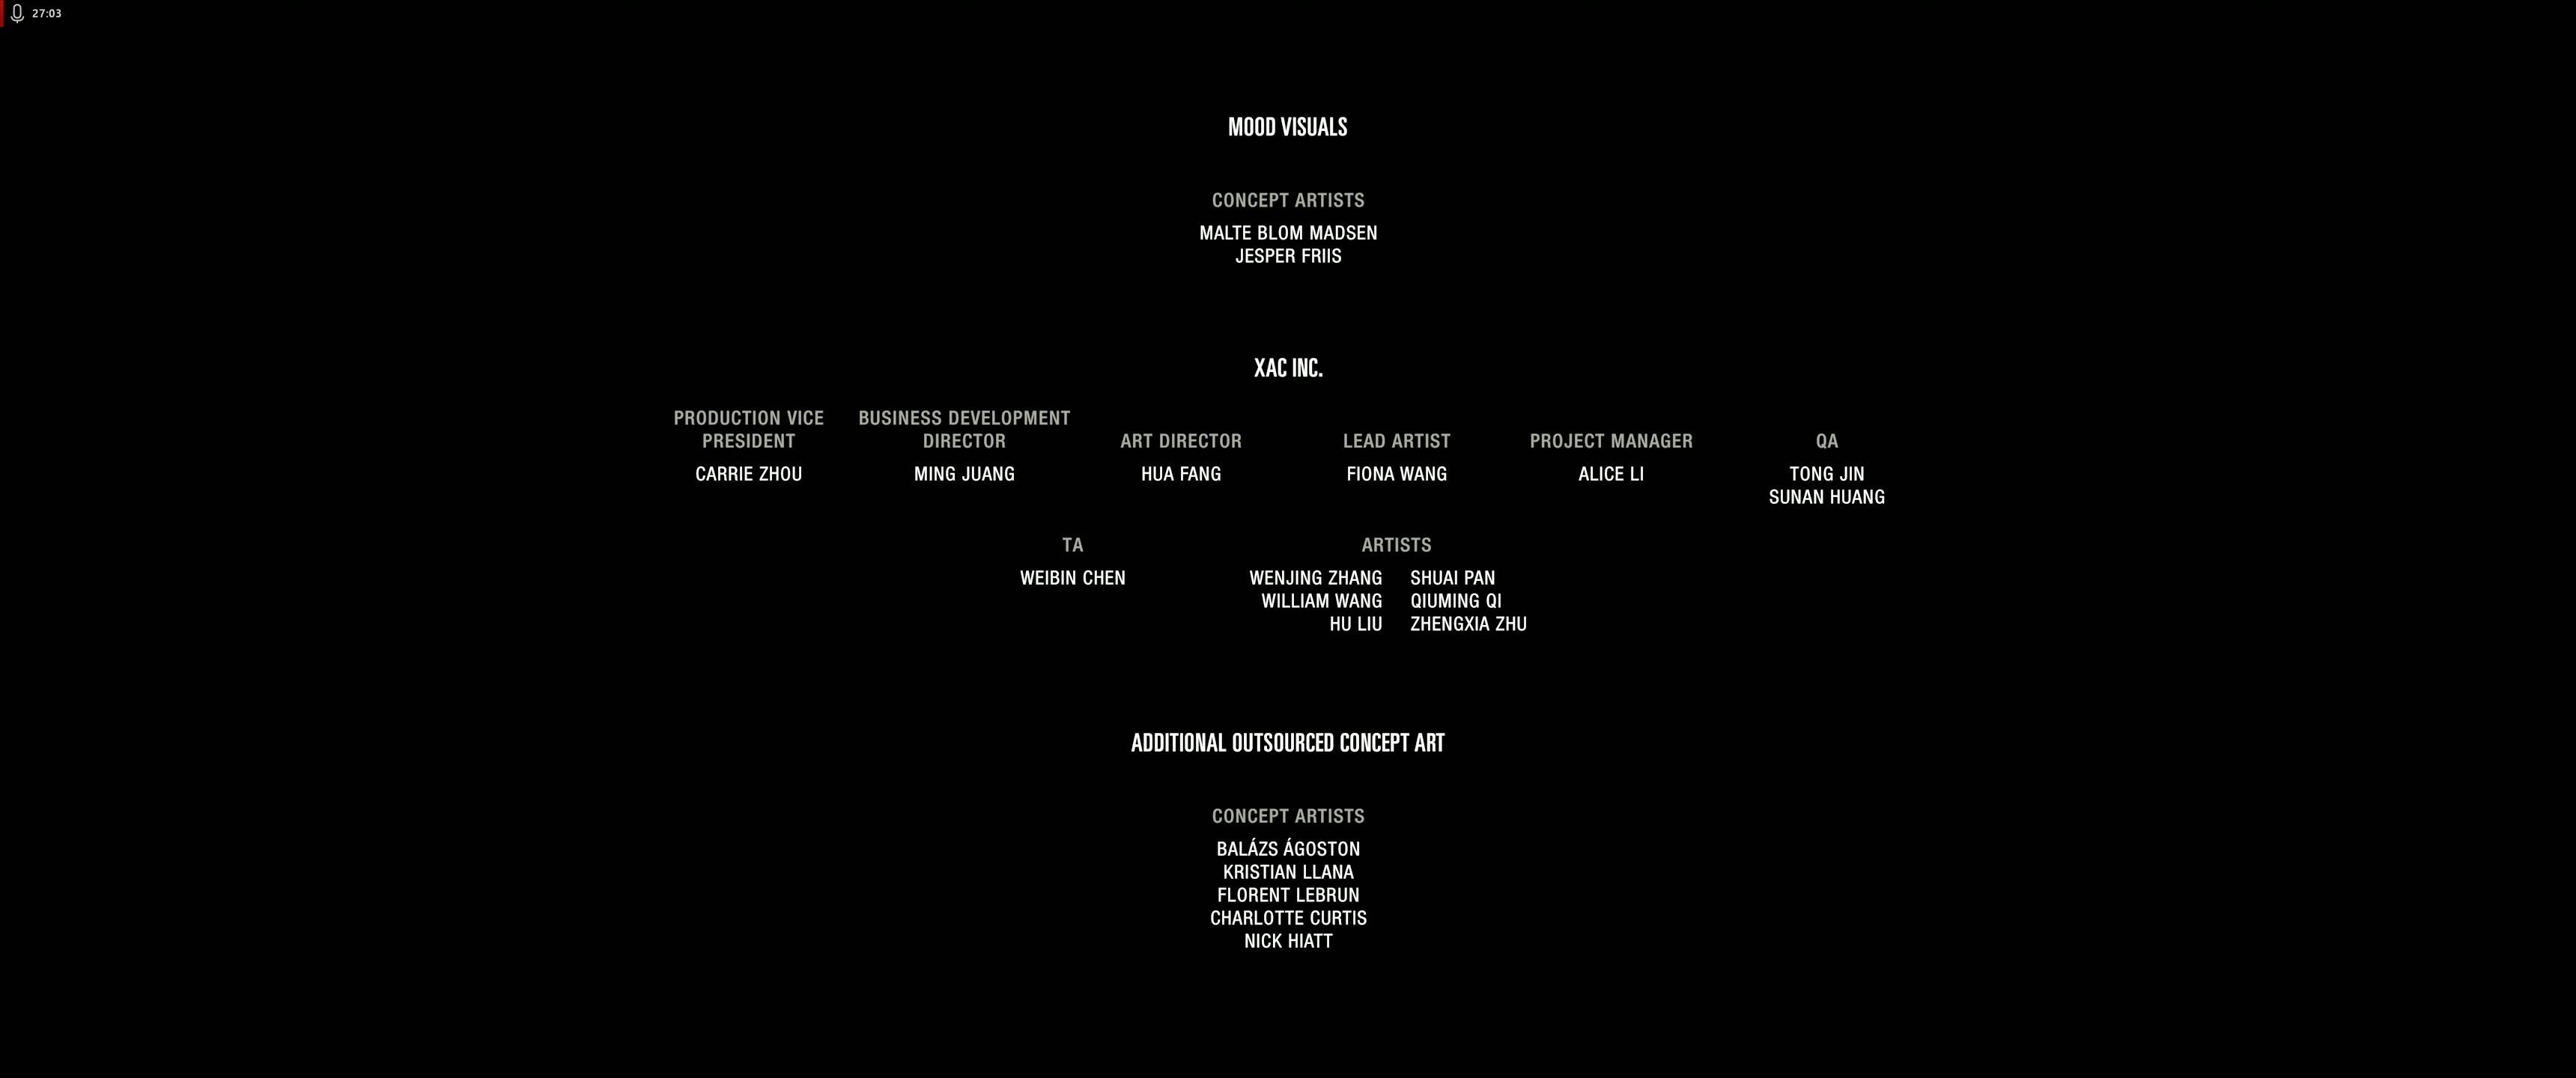 27:03
MOOD VISUALS
CONCEPT ARTISTS
MALTE BLOM MADSEN
JESPER FRIIS
XAC INC.
PRODUCTION VICE
PRESIDENT
CARRIE ZHOU
BUSINESS DEVELOPMENT
DIRECTOR
MING JUANG
ART DIRECTOR
HUA FANG
LEAD ARTIST
FIONA WANG
PROJECT MANAGER
ALICE LI
QA
TONG JIN
SUNAN HUANG
TA
WEIBIN CHEN
ARTISTS
WENJING ZHANG SHUAI PAN
WILLIAM WANG QIUMING QI
HU LIU ZHENGXIA ZHU
ADDITIONAL OUTSOURCED CONCEPT ART
CONCEPT ARTISTS
BALÁZS ÁGOSTON
KRISTIAN LLANA
FLORENT LEBRUN
CHARLOTTE CURTIS
NICK HIATT